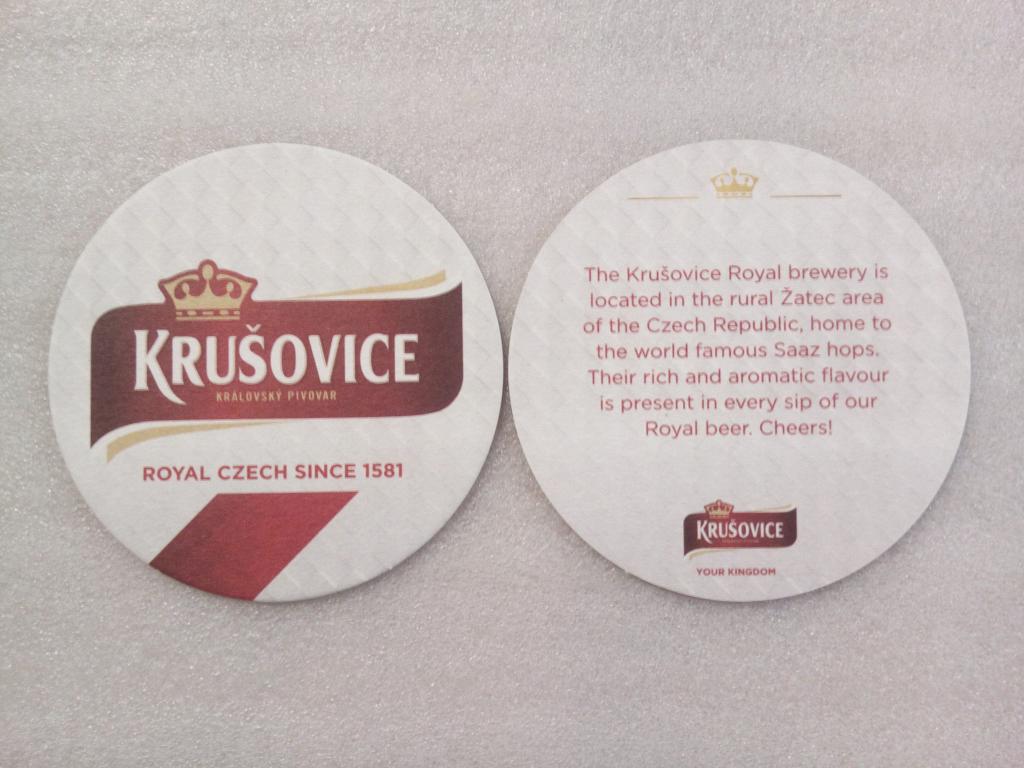 KRUŠOVICE
KRÁLOVSKÝ PIVOVAR
ROYAL CZECH SINCE 1581
The Krušovice Royal brewery is
located in the rural Žatec area
of the Czech Republic, home to
the world famous Saaz hops.
Their rich and aromatic flavour
is present in every sip of our
Royal beer. Cheers!
KRUŠOVICE
YOUR KINGDOM